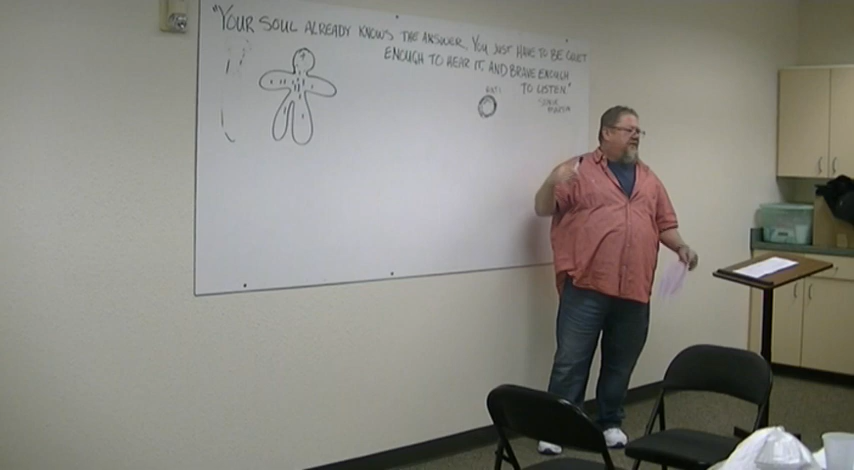 "YOUR SOUL ALREADY KNOWS THE ANSWER, YOU JUST HAVE TO BE QUIET
ENOUGH TO HEAR IT, AND BRAVE ENOUGH
TO LISTEN."